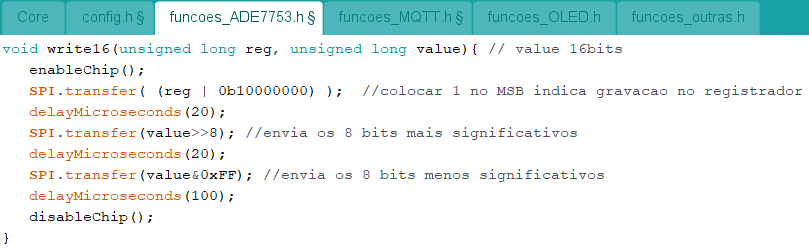 Core config.h § funcoes_ADE7753.h § funcoes_MQTT.h § funcoes_OLED.h funcoes_outras.h
void write16(unsigned long reg, unsigned long value){ // value 16bits
   enableChip();
   SPI.transfer( (reg | 0b10000000) );  //colocar 1 no MSB indica gravacao no registrador
   delayMicroseconds(20);
   SPI.transfer(value>>8); //envia os 8 bits mais significativos
   delayMicroseconds(20);
   SPI.transfer(value&0xFF); //envia os 8 bits menos significativos
   delayMicroseconds(100);
   disableChip();
}